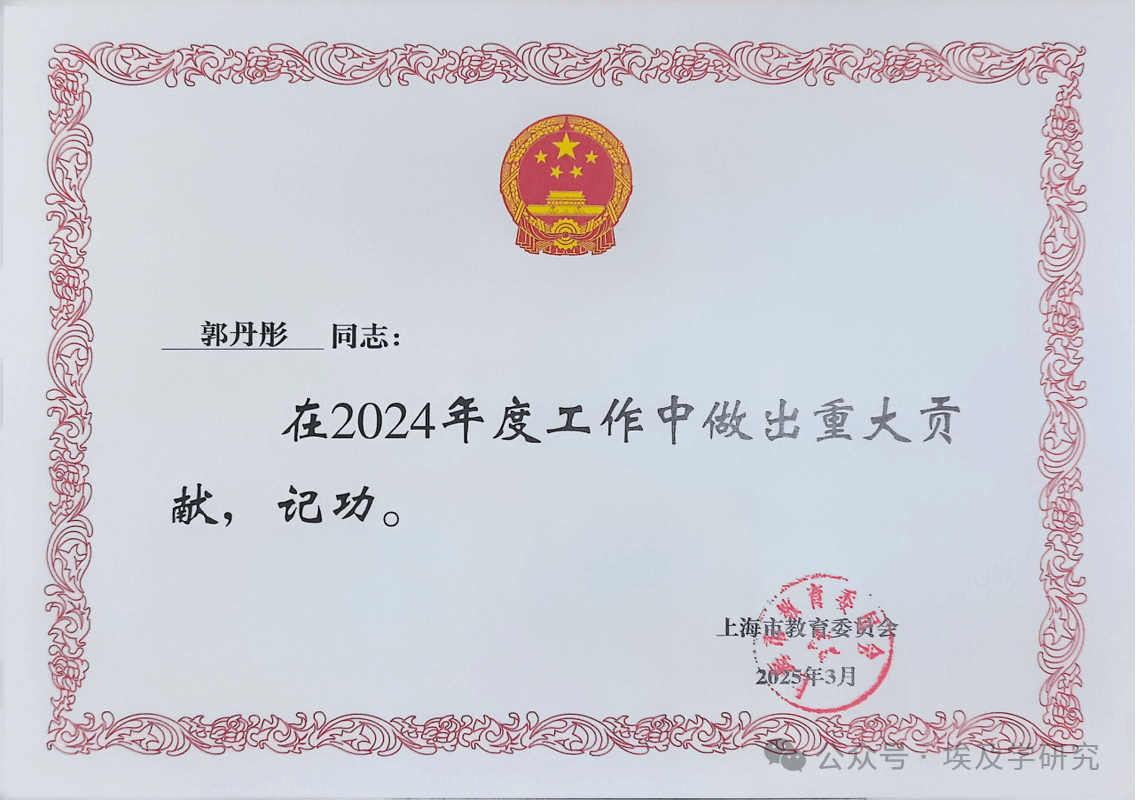 郭丹彤 同志：
在2024年度工作中做出重大贡
献，记功。
上海市教育委员会
2025年3月
公众号·埃及学研究